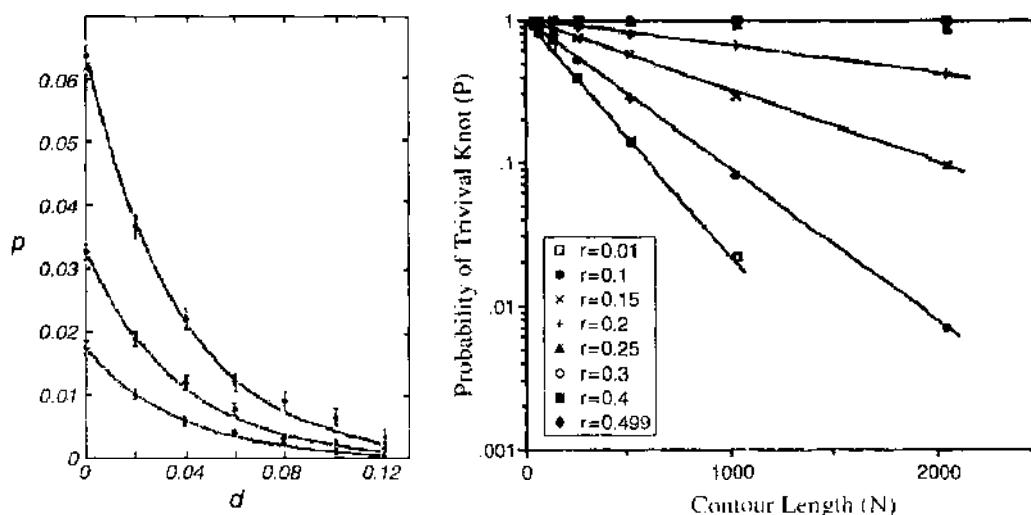 0.06
0.05
0.04
p
0.03
0.02
0.01
0
0
0.04
0.08
0.12
d
Probability of Trivival Knot (P)
1
.1
.01
.001
r=0.01
r=0.1
r=0.15
r=0.2
r=0.25
r=0.3
r=0.4
r=0.499
0
1000
2000
Contour Length (N)